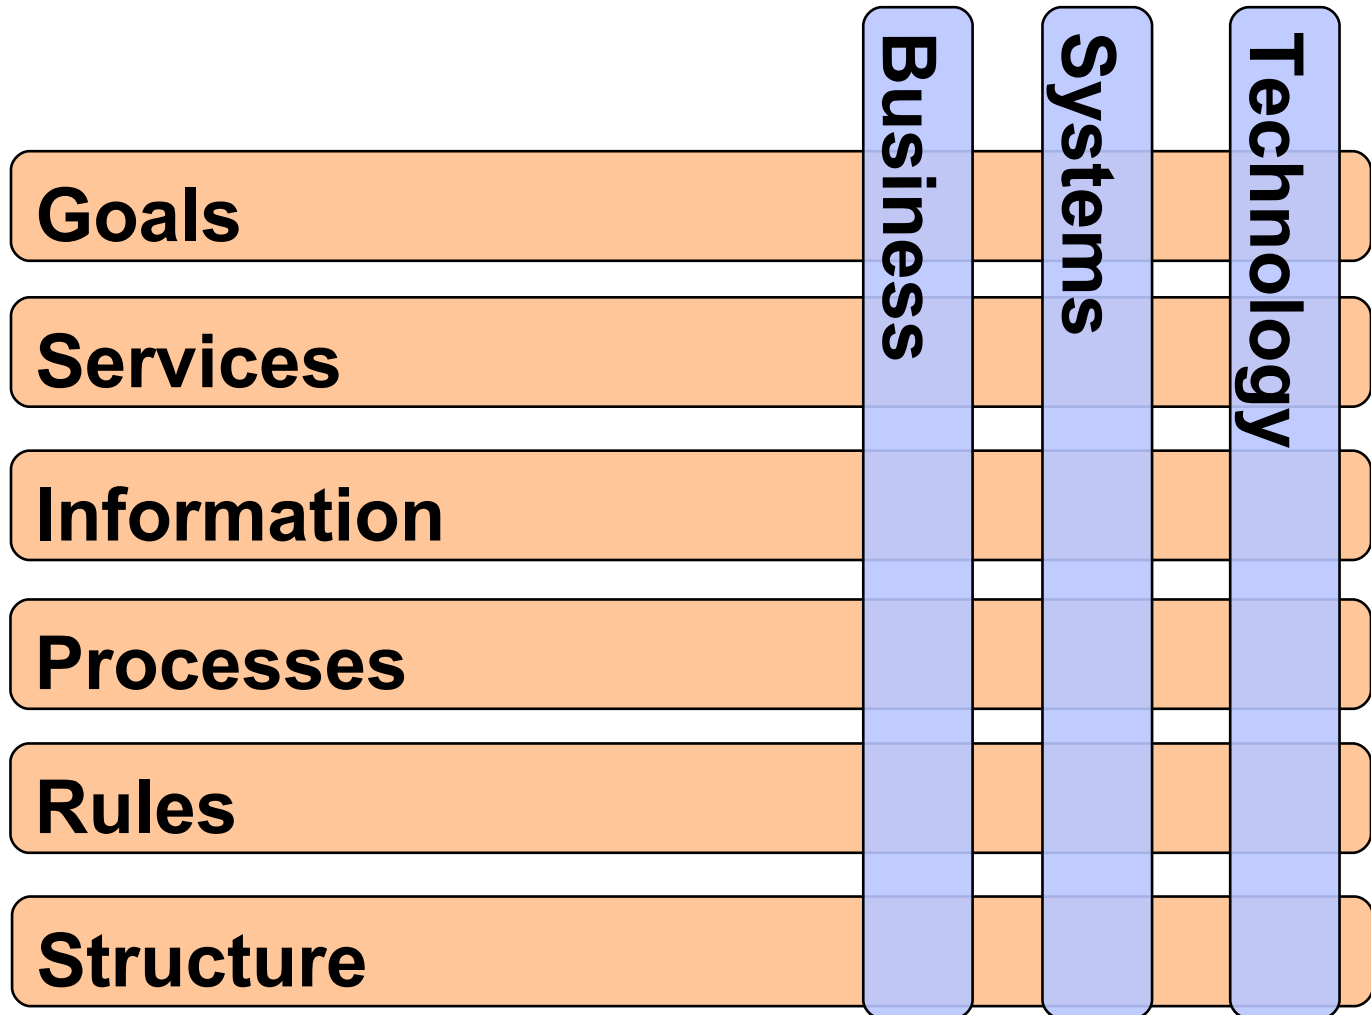 Business
Systems
Technology
Goals
Services
Information
Processes
Rules
Structure